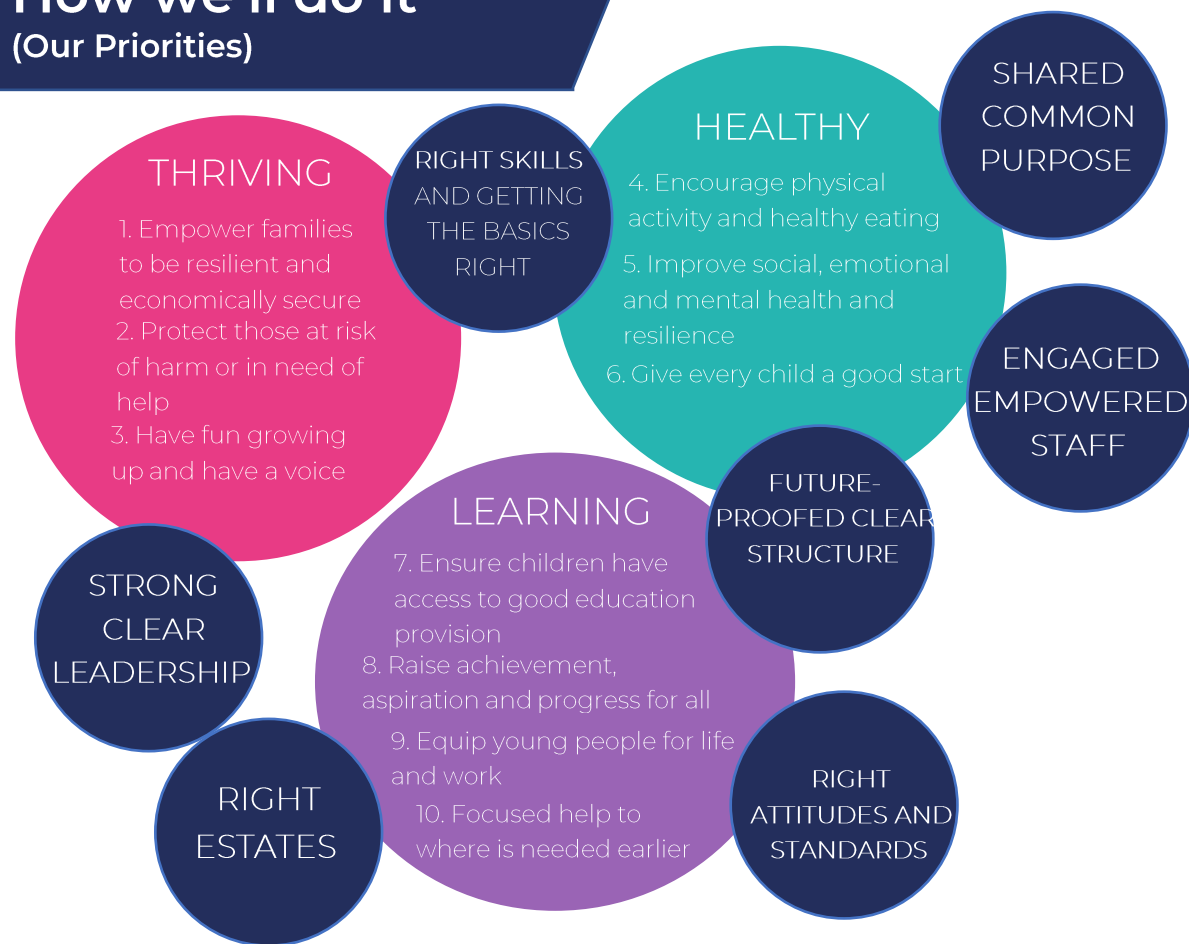 How we'll do it
(Our Priorities)
THRIVING
1. Empower families
to be resilient and
economically secure
2. Protect those at risk
of harm or in need of
help
3. Have fun growing
up and have a voice
RIGHT SKILLS
AND GETTING
THE BASICS
RIGHT
HEALTHY
4. Encourage physical
activity and healthy eating
5. Improve social, emotional
and mental health and
resilience
6. Give every child a good start
SHARED
COMMON
PURPOSE
ENGAGED
EMPOWERED
STAFF
FUTURE-
PROOFED CLEAR
STRUCTURE
LEARNING
7. Ensure children have
access to good education
provision
8. Raise achievement,
aspiration and progress for all
9. Equip young people for life
and work
10. Focused help to
where is needed earlier
STRONG
CLEAR
LEADERSHIP
RIGHT
ESTATES
RIGHT
ATTITUDES AND
STANDARDS